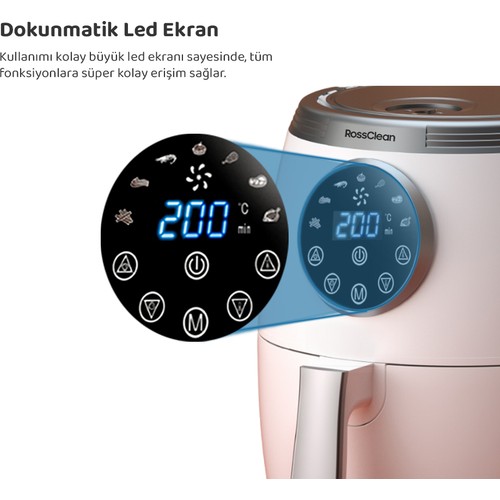 Dokunmatik Led Ekran
Kullanımı kolay büyük led ekranı sayesinde, tüm
fonksiyonlara süper kolay erişim sağlar.
RossClean
200 °C
min
M
200 °C
min
M